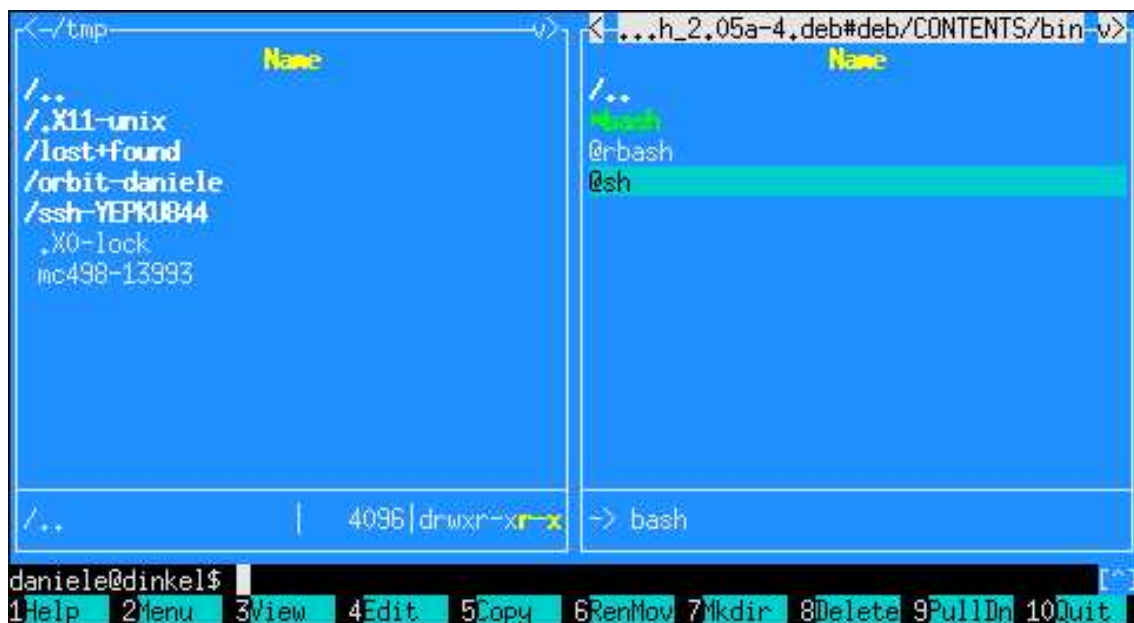 <-/tmp v>
Name
/..
/.X11-unix
/lost+found
/orbit-daniele
/ssh-YEPKU844
.X0-lock
mc498-13993
/.. | 4096|drwxr-xr-x
<-...h_2.05a-4.deb#deb/CONTENTS/bin-v>
Name
/..
*bash
@rbash
@sh
-> bash
daniele@dinkel$ [^]
1Help 2Menu 3View 4Edit 5Copy 6RenMov 7Mkdir 8Delete 9PullDn 10Quit